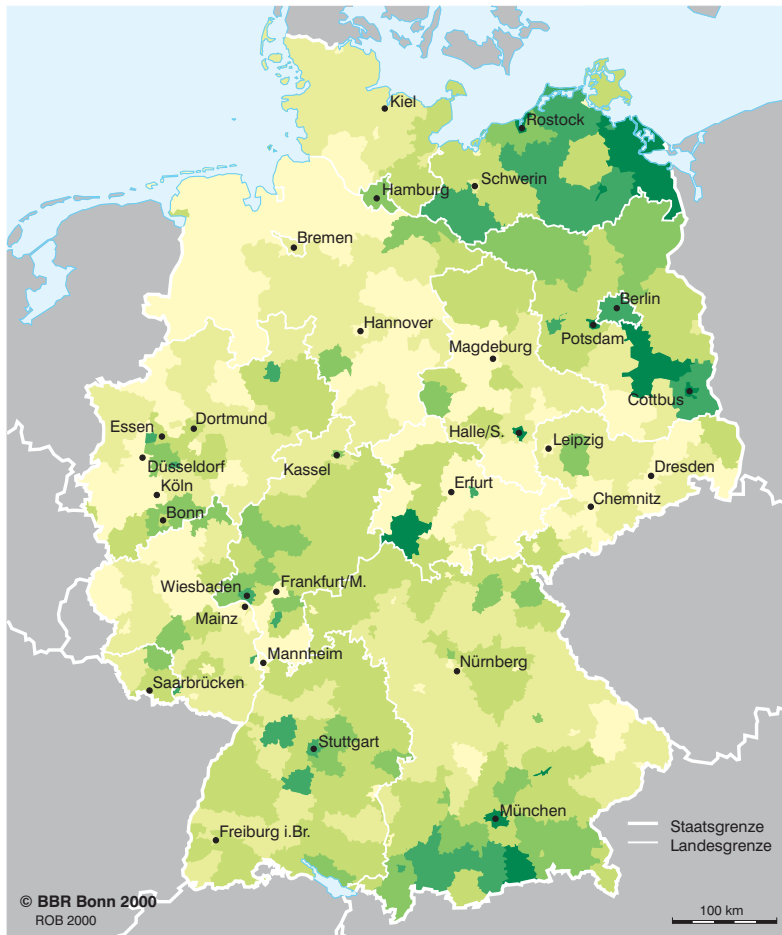 Kiel
Rostock
Schwerin
Hamburg
Bremen
Berlin
Hannover
Potsdam
Magdeburg
Cottbus
Dortmund
Essen
Halle/S.
Leipzig
Düsseldorf
Kassel
Dresden
Köln
Erfurt
Chemnitz
Bonn
Wiesbaden
Frankfurt/M.
Mainz
Mannheim
Nürnberg
Saarbrücken
Stuttgart
München
Freiburg i.Br.
Staatsgrenze
Landesgrenze
© BBR Bonn 2000
ROB 2000
100 km